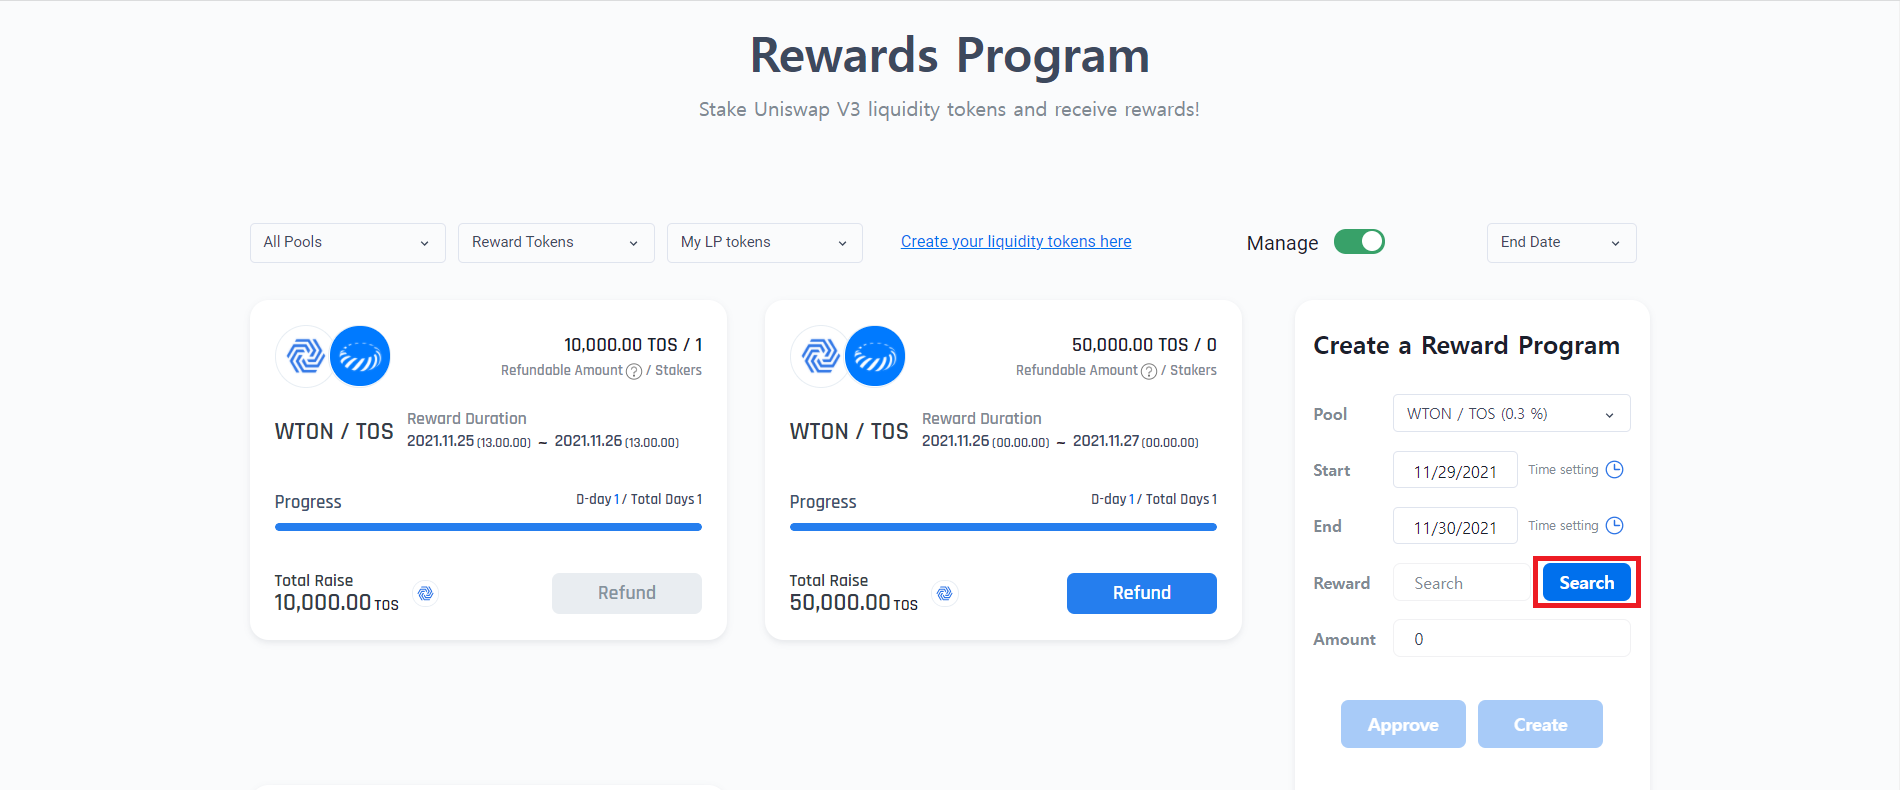 Rewards Program
Stake Uniswap V3 liquidity tokens and receive rewards!
All Pools
Reward Tokens
My LP tokens
Create your liquidity tokens here
Manage
End Date
10,000.00 TOS / 1
Refundable Amount ? / Stakers
WTON / TOS
Reward Duration
2021.11.25 (13.00.00) ~ 2021.11.26 (13.00.00)
Progress
D-day 1 / Total Days 1
Total Raise
10,000.00 TOS
Refund
50,000.00 TOS / 0
Refundable Amount ? / Stakers
WTON / TOS
Reward Duration
2021.11.26 (00.00.00) ~ 2021.11.27 (00.00.00)
Progress
D-day 1 / Total Days 1
Total Raise
50,000.00 TOS
Refund
Create a Reward Program
Pool
WTON / TOS (0.3 %)
Start
11/29/2021
Time setting
End
11/30/2021
Time setting
Reward
Search
Search
Amount
0
Approve
Create